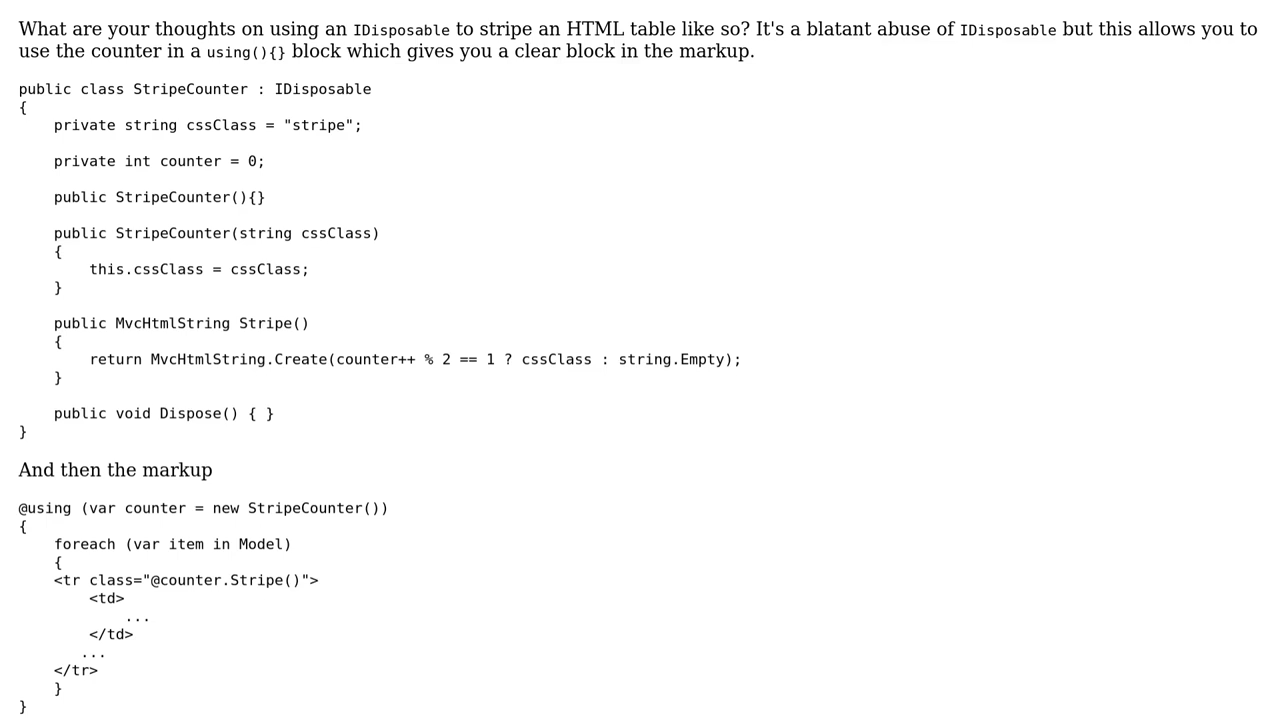 What are your thoughts on using an IDisposable to stripe an HTML table like so? It's a blatant abuse of IDisposable but this allows you to
use the counter in a using(){} block which gives you a clear block in the markup.
public class StripeCounter : IDisposable
{
    private string cssClass = "stripe";
    private int counter = 0;
    public StripeCounter(){}
    public StripeCounter(string cssClass)
    {
        this.cssClass = cssClass;
    }
    public MvcHtmlString Stripe()
    {
        return MvcHtmlString.Create(counter++ % 2 == 1 ? cssClass : string.Empty);
    }
    public void Dispose() { }
}
And then the markup
@using (var counter = new StripeCounter())
{
    foreach (var item in Model)
    {
    <tr class="@counter.Stripe()">
        <td>
            ...
        </td>
       ...
    </tr>
    }
}